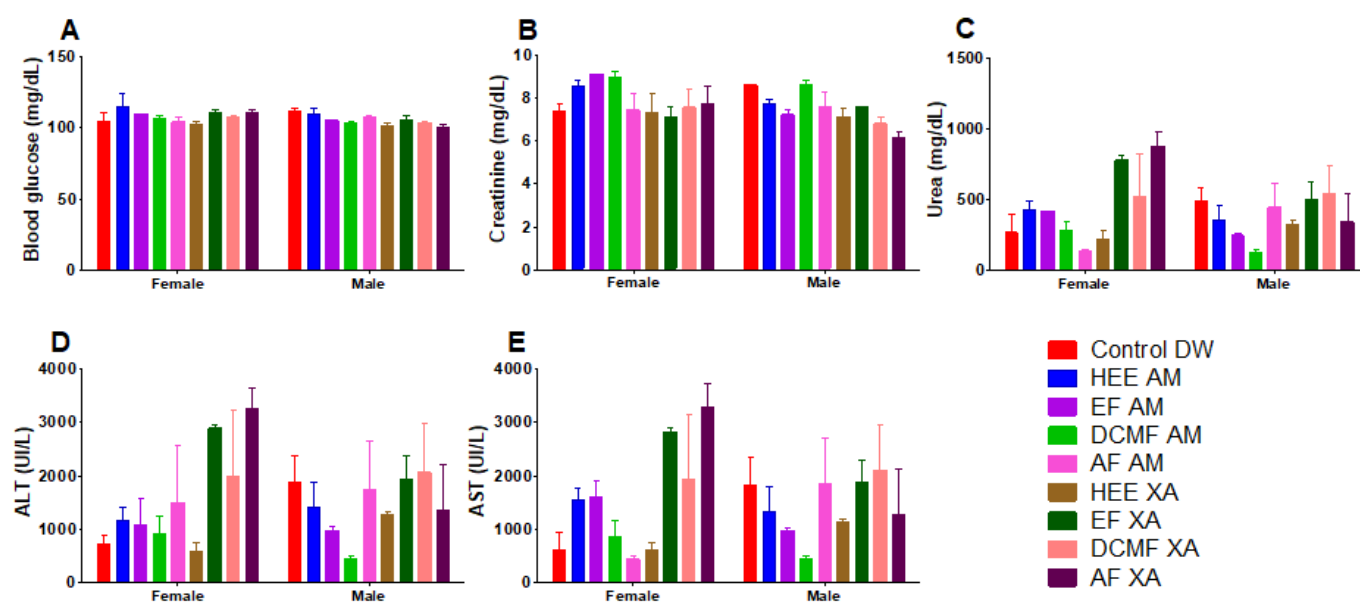 A
Blood glucose (mg/dL)
150
100
50
0
Female
Male
B
Creatinine (mg/dL)
10
8
6
4
2
0
Female
Male
C
Urea (mg/dL)
1500
1000
500
0
Female
Male
D
ALT (UI/L)
4000
3000
2000
1000
0
Female
Male
E
AST (UI/L)
4000
3000
2000
1000
0
Female
Male
Control DW
HEE AM
EF AM
DCMF AM
AF AM
HEE XA
EF XA
DCMF XA
AF XA